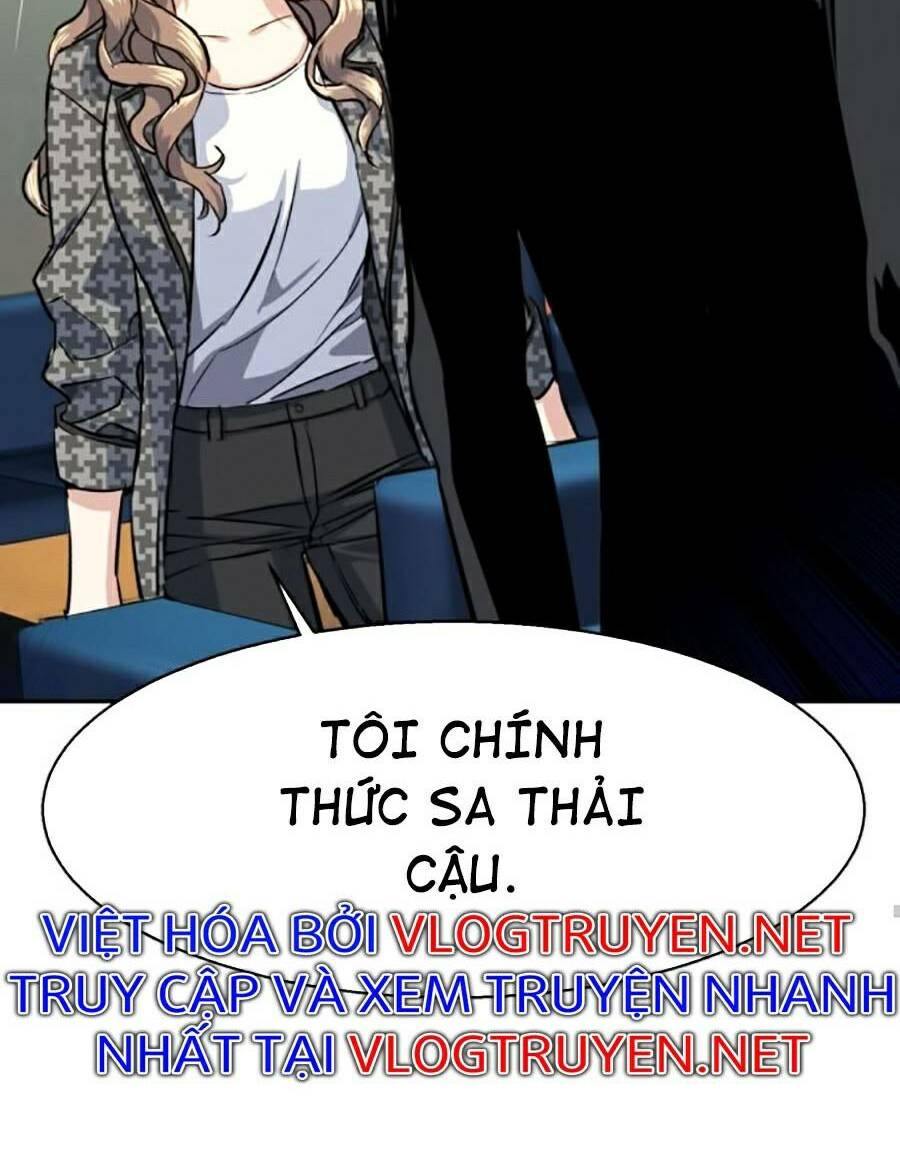 TÔI CHÍNH
THỨC SA THẢI
CẬU.
VIỆT HÓA BỞI VLOGTRUYEN.NET
TRUY CẬP VÀ XEM TRUYỆN NHANH
NHẤT TẠI VLOGTRUYEN.NET